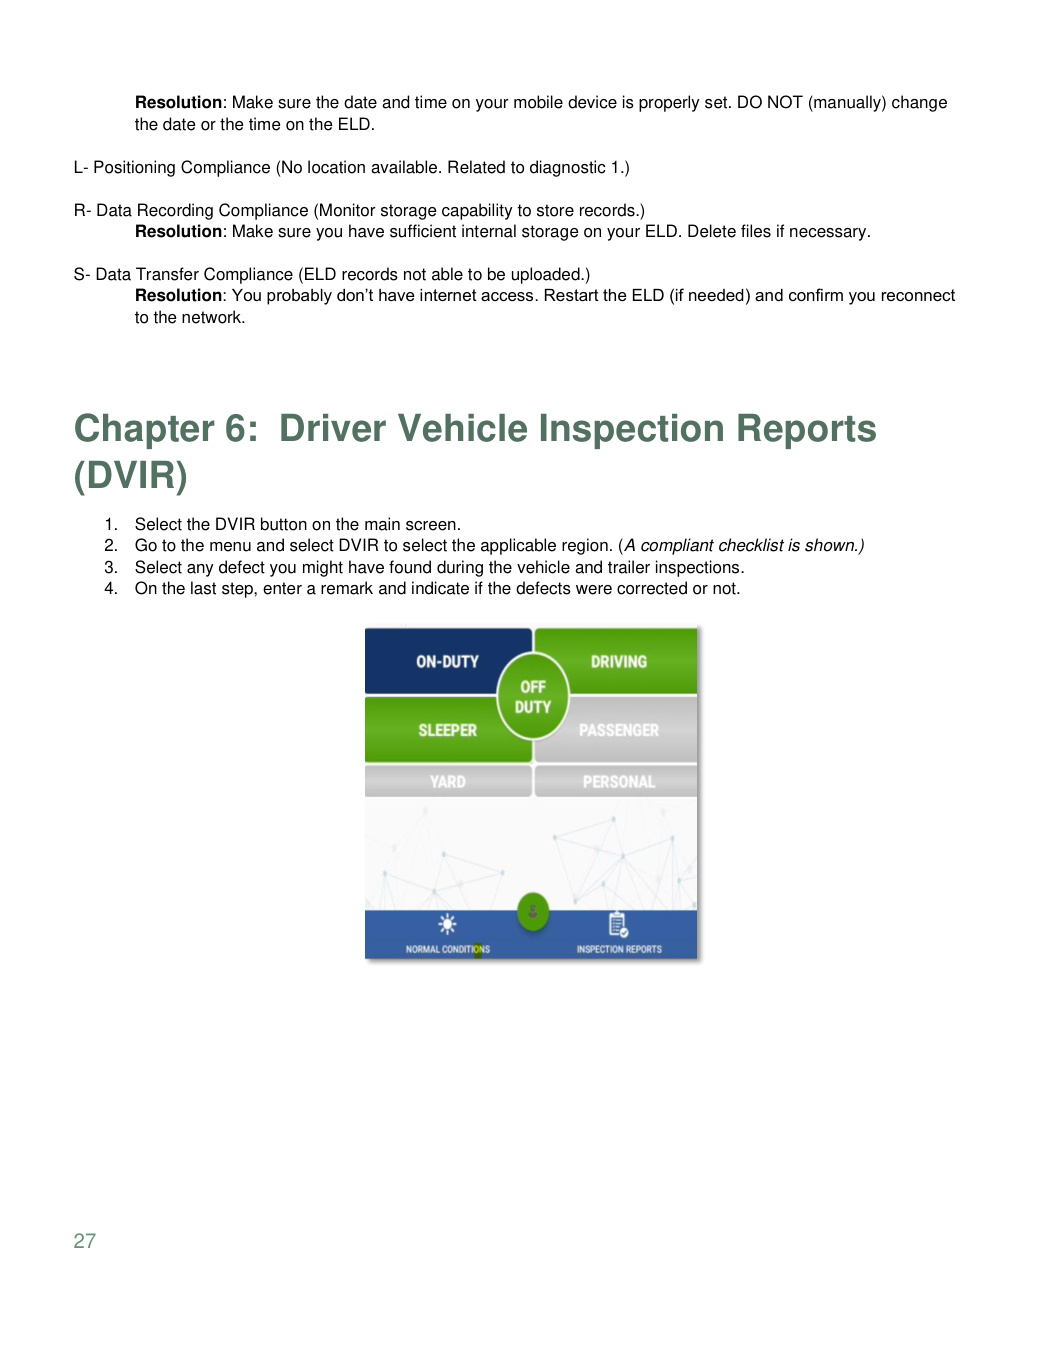 Resolution: Make sure the date and time on your mobile device is properly set. DO NOT (manually) change
the date or the time on the ELD.
L- Positioning Compliance (No location available. Related to diagnostic 1.)
R- Data Recording Compliance (Monitor storage capability to store records.)
Resolution: Make sure you have sufficient internal storage on your ELD. Delete files if necessary.
S- Data Transfer Compliance (ELD records not able to be uploaded.)
Resolution: You probably don’t have internet access. Restart the ELD (if needed) and confirm you reconnect
to the network.
Chapter 6:  Driver Vehicle Inspection Reports
(DVIR)
1. Select the DVIR button on the main screen.
2. Go to the menu and select DVIR to select the applicable region. (A compliant checklist is shown.)
3. Select any defect you might have found during the vehicle and trailer inspections.
4. On the last step, enter a remark and indicate if the defects were corrected or not.
ON-DUTY
DRIVING
OFF
DUTY
SLEEPER
PASSENGER
YARD
PERSONAL
NORMAL CONDITIONS
INSPECTION REPORTS
27